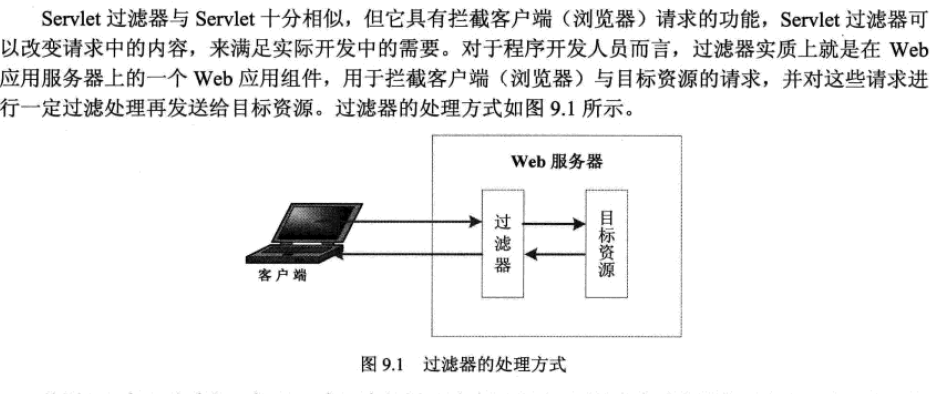 Servlet 过滤器与 Servlet 十分相似，但它具有拦截客户端（浏览器）请求的功能，Servlet 过滤器可
以改变请求中的内容，来满足实际开发中的需要。对于程序开发人员而言，过滤器实质上就是在 Web
应用服务器上的一个 Web 应用组件，用于拦截客户端（浏览器）与目标资源的请求，并对这些请求进
行一定过滤处理再发送给目标资源。过滤器的处理方式如图 9.1 所示。
Web 服务器
过滤器
目标资源
客户端
图 9.1 过滤器的处理方式